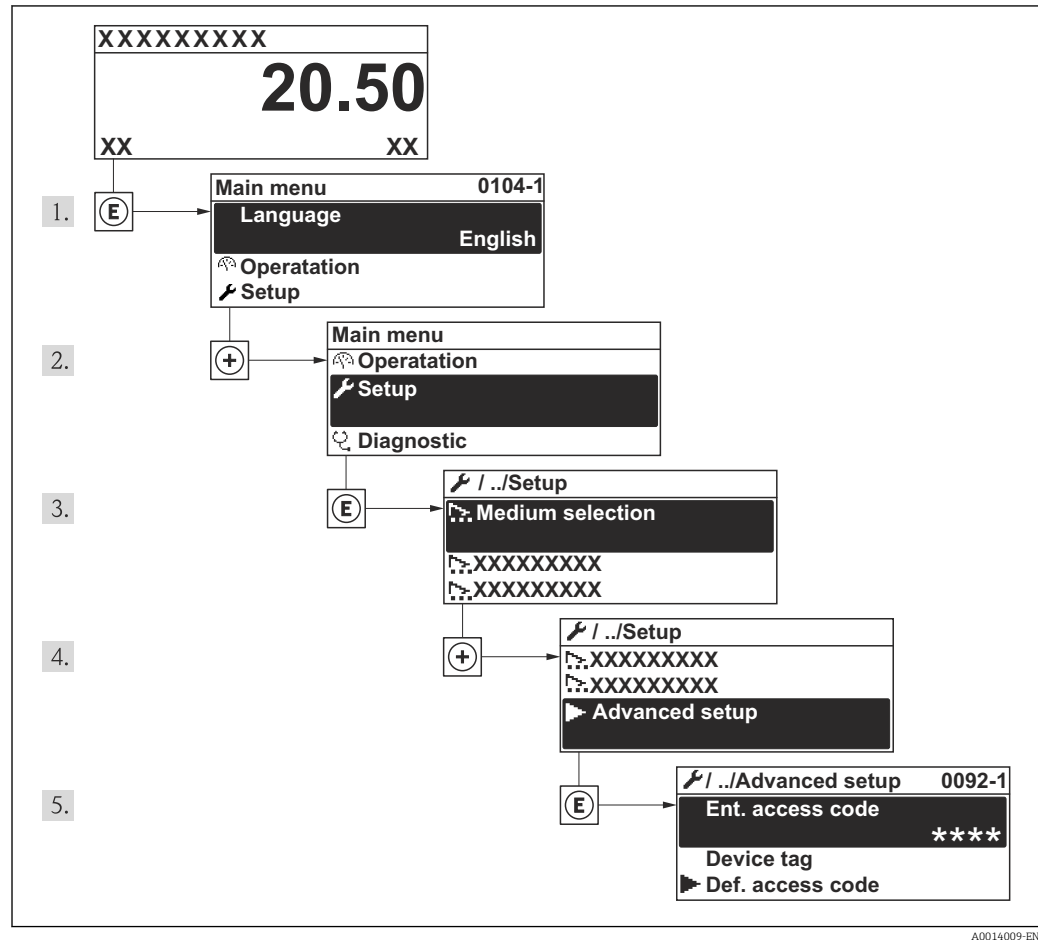 XXXXXXXXX
20.50
XX XX
1. E Main menu 0104-1
Language
English
Operatation
Setup
2. + Main menu
Operatation
Setup
Diagnostic
3. E / ../Setup
Medium selection
XXXXXXXXX
XXXXXXXXX
4. + / ../Setup
XXXXXXXXX
XXXXXXXXX
Advanced setup
5. E / ../Advanced setup 0092-1
Ent. access code
****
Device tag
Def. access code
A0014009-EN